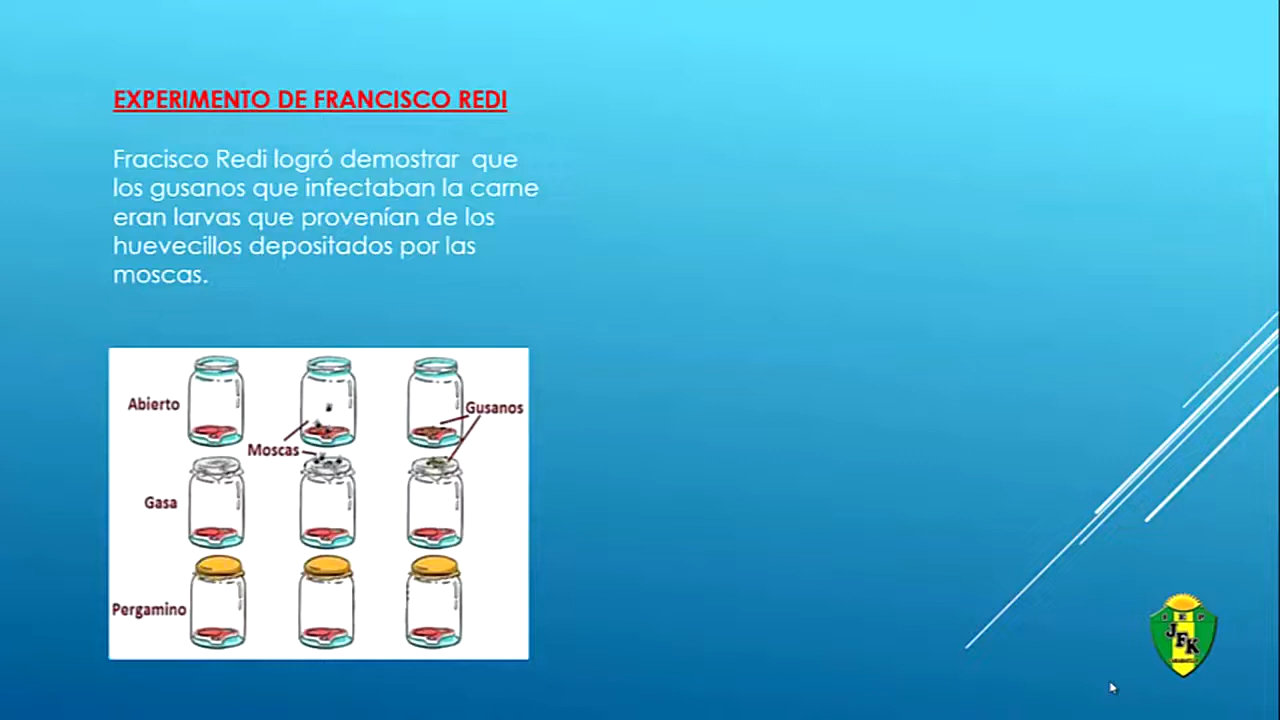 EXPERIMENTO DE FRANCISCO REDI
Fracisco Redi logró demostrar que
los gusanos que infectaban la carne
eran larvas que provenían de los
huevecillos depositados por las
moscas.
Abierto
Gusanos
Moscas
Gasa
Pergamino
I E P
JFK